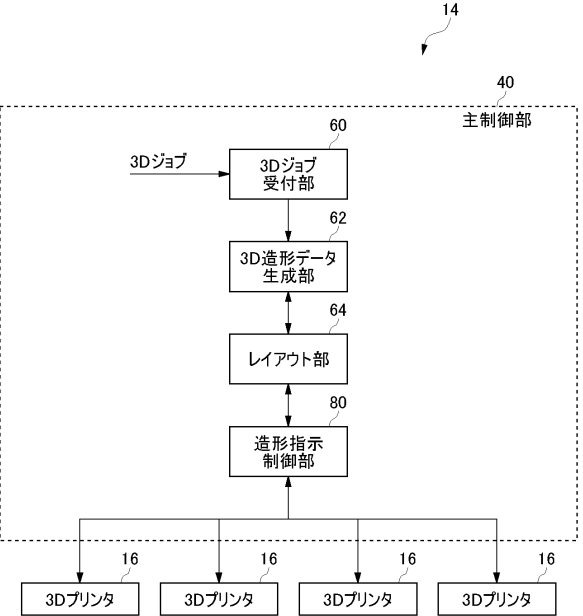 14
40
主制御部
60
3Dジョブ
3Dジョブ
受付部
62
3D造形データ
生成部
64
レイアウト部
80
造形指示
制御部
16
16
16
16
3Dプリンタ
3Dプリンタ
3Dプリンタ
3Dプリンタ